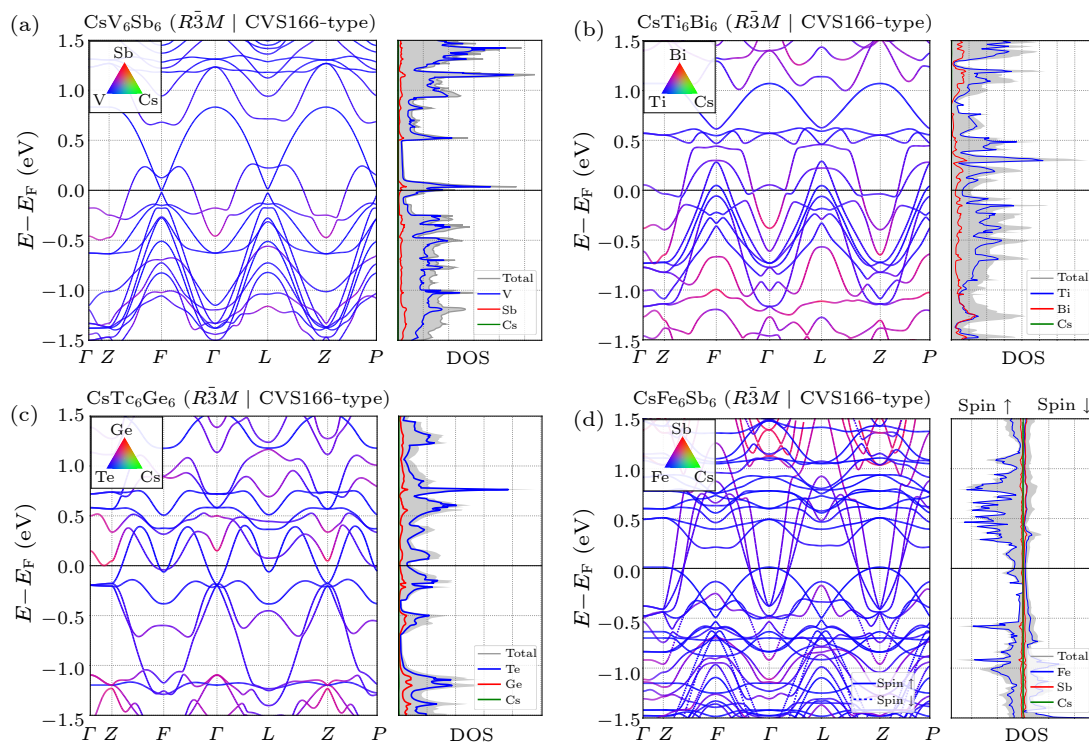 (a) CsV₆Sb₆ (R3̄M | CVS166-type)
E−E_F (eV)
1.5
1.0
0.5
0.0
−0.5
−1.0
−1.5
Sb
V Cs
Γ Z F Γ L Z P
Total
V
Sb
Cs
DOS
(b) CsTi₆Bi₆ (R3̄M | CVS166-type)
E−E_F (eV)
1.5
1.0
0.5
0.0
−0.5
−1.0
−1.5
Bi
Ti Cs
Γ Z F Γ L Z P
Total
Ti
Bi
Cs
DOS
(c) CsTc₆Ge₆ (R3̄M | CVS166-type)
E−E_F (eV)
1.5
1.0
0.5
0.0
−0.5
−1.0
−1.5
Ge
Te Cs
Γ Z F Γ L Z P
Total
Te
Ge
Cs
DOS
(d) CsFe₆Sb₆ (R3̄M | CVS166-type)
E−E_F (eV)
1.5
1.0
0.5
0.0
−0.5
−1.0
−1.5
Sb
Fe Cs
Spin ↑
Spin ↓
Γ Z F Γ L Z P
Spin ↑ Spin ↓
Total
Fe
Sb
Cs
DOS